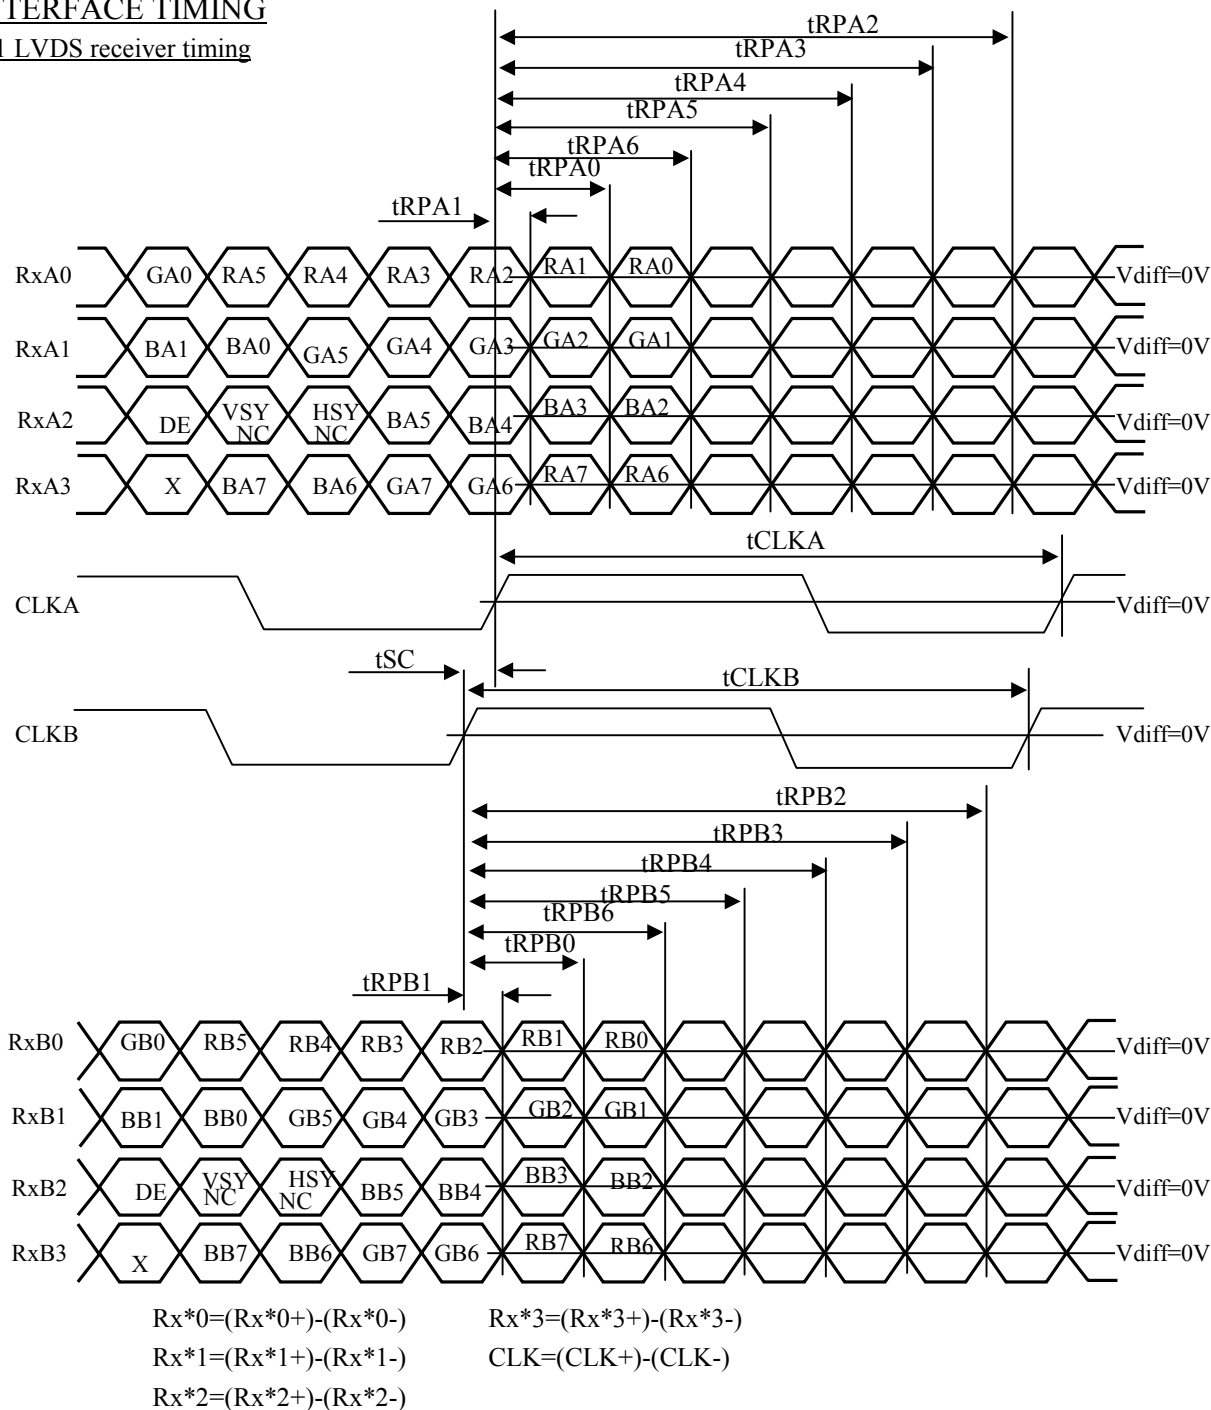 TERFACE TIMING
1 LVDS receiver timing
tRPA2
tRPA3
tRPA4
tRPA5
tRPA6
tRPA0
tRPA1
RxA0 GA0 RA5 RA4 RA3 RA2 RA1 RA0 Vdiff=0V
RxA1 BA1 BA0 GA5 GA4 GA3 GA2 GA1 Vdiff=0V
RxA2 DE VSY NC HSY NC BA5 BA4 BA3 BA2 Vdiff=0V
RxA3 X BA7 BA6 GA7 GA6 RA7 RA6 Vdiff=0V
tCLKA
CLKA Vdiff=0V
tSC
tCLKB
CLKB Vdiff=0V
tRPB2
tRPB3
tRPB4
tRPB5
tRPB6
tRPB0
tRPB1
RxB0 GB0 RB5 RB4 RB3 RB2 RB1 RB0 Vdiff=0V
RxB1 BB1 BB0 GB5 GB4 GB3 GB2 GB1 Vdiff=0V
RxB2 DE VSY NC HSY NC BB5 BB4 BB3 BB2 Vdiff=0V
RxB3 X BB7 BB6 GB7 GB6 RB7 RB6 Vdiff=0V
Rx*0=(Rx*0+)-(Rx*0-) Rx*3=(Rx*3+)-(Rx*3-)
Rx*1=(Rx*1+)-(Rx*1-) CLK=(CLK+)-(CLK-)
Rx*2=(Rx*2+)-(Rx*2-)